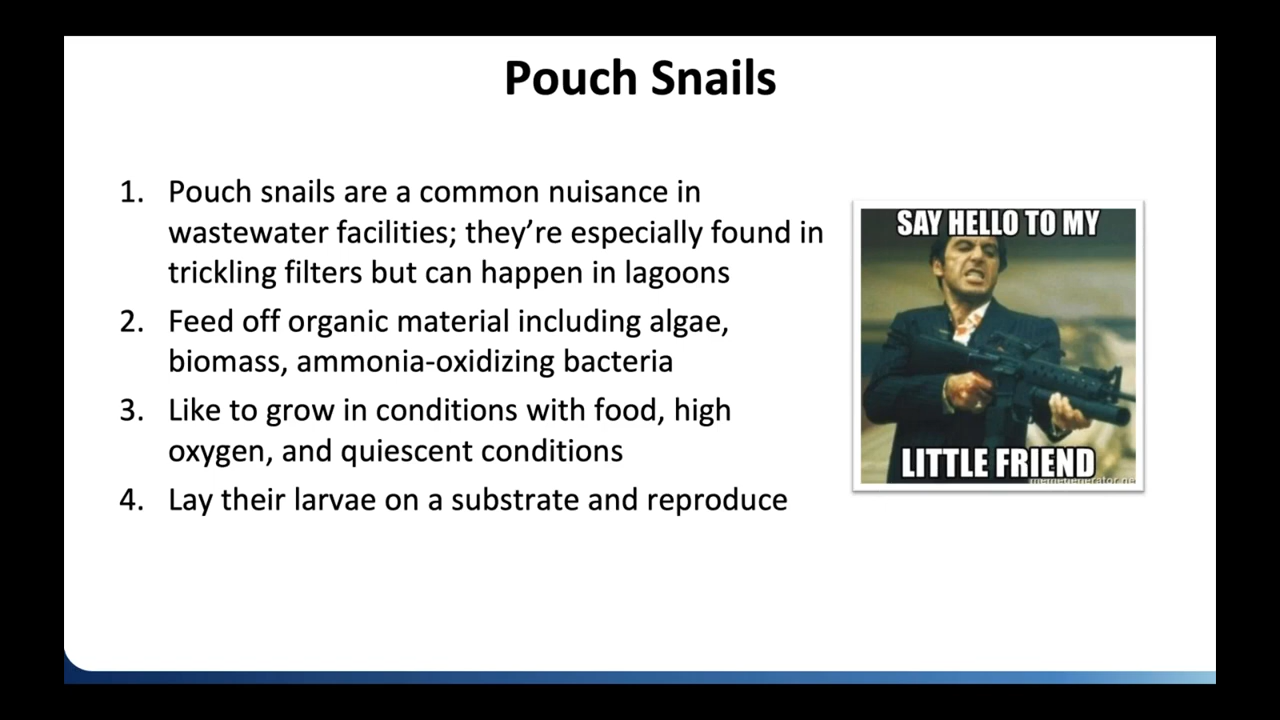 Pouch Snails
1. Pouch snails are a common nuisance in
wastewater facilities; they’re especially found in
trickling filters but can happen in lagoons
2. Feed off organic material including algae,
biomass, ammonia-oxidizing bacteria
3. Like to grow in conditions with food, high
oxygen, and quiescent conditions
4. Lay their larvae on a substrate and reproduce
SAY HELLO TO MY
LITTLE FRIEND